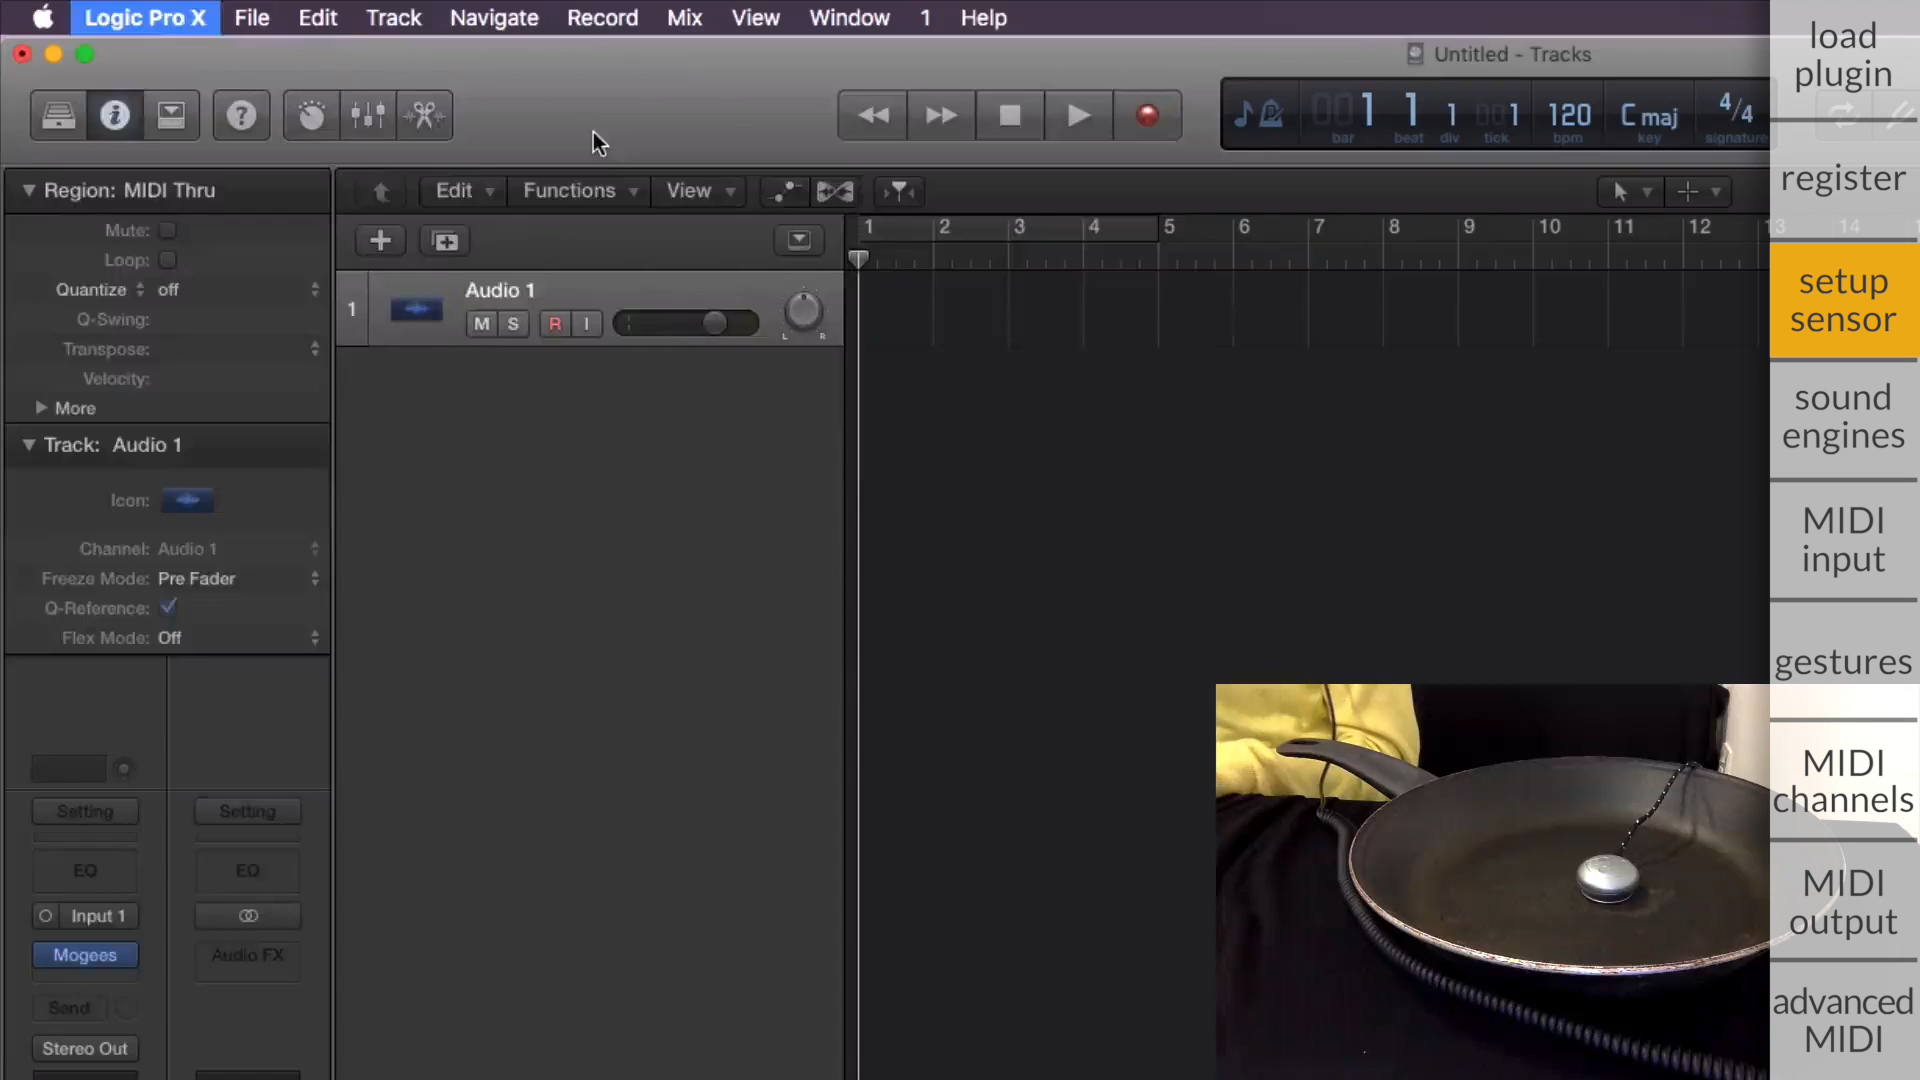 Logic Pro X File Edit Track Navigate Record Mix View Window 1 Help
Untitled - Tracks
001 1 1 001 120 C maj 4/4
bar beat div tick bpm key signature
Region: MIDI Thru
Edit Functions View
Mute:
Loop:
Quantize off
Q-Swing:
Transpose:
Velocity:
More
1 2 3 4 5 6 7 8 9 10 11 12 13 14
1 Audio 1
M S R I
L R
Track: Audio 1
Icon:
Channel: Audio 1
Freeze Mode: Pre Fader
Q-Reference:
Flex Mode: Off
Setting Setting
EQ EQ
Input 1
Mogees Audio FX
Send
Stereo Out
load
plugin
register
setup
sensor
sound
engines
MIDI
input
gestures
MIDI
channels
MIDI
output
advanced
MIDI